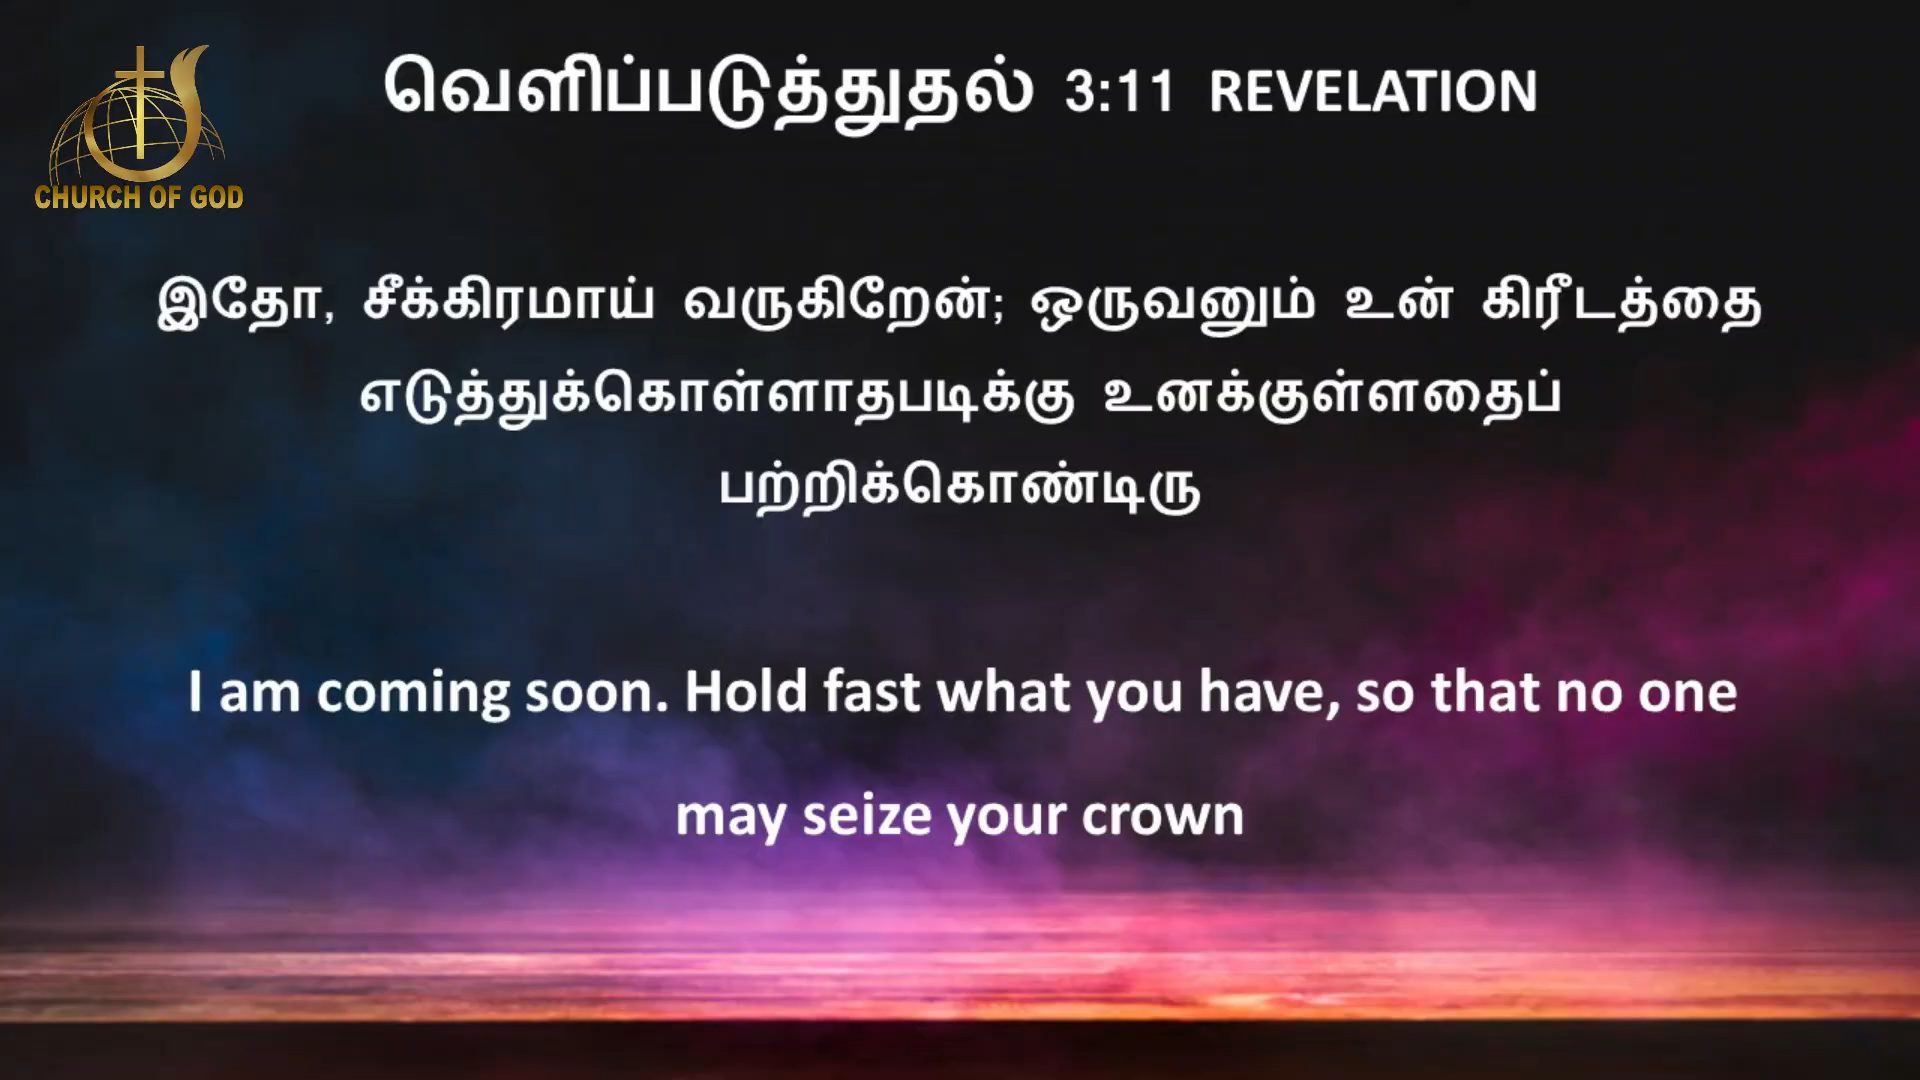 CHURCH OF GOD
வெளிப்படுத்துதல் 3:11 REVELATION
இதோ, சீக்கிரமாய் வருகிறேன்; ஒருவனும் உன் கிரீடத்தை
எடுத்துக்கொள்ளாதபடிக்கு உனக்குள்ளதைப்
பற்றிக்கொண்டிரு
I am coming soon. Hold fast what you have, so that no one
may seize your crown